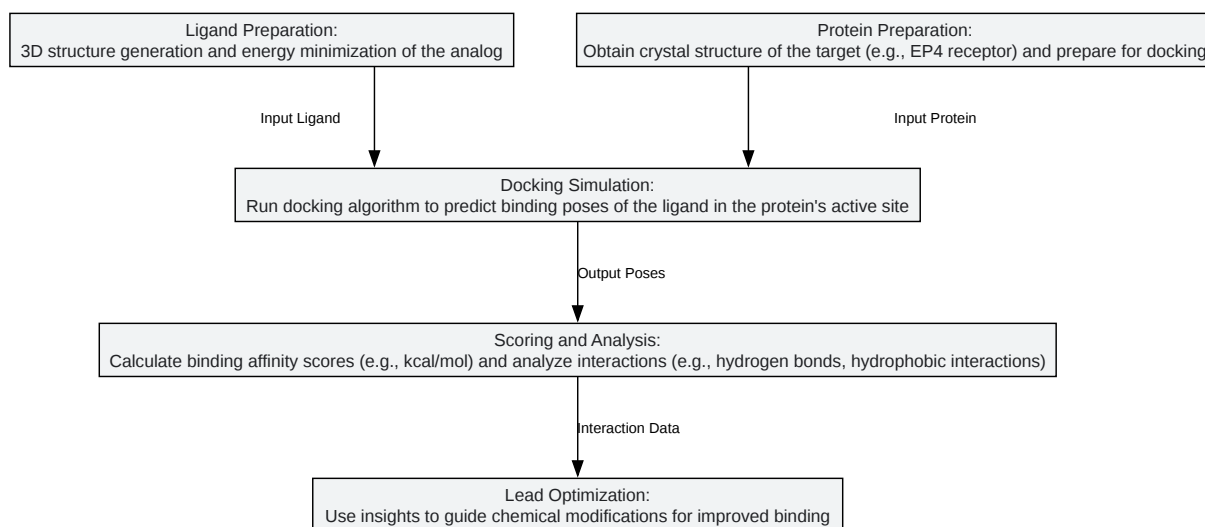 Ligand Preparation:
3D structure generation and energy minimization of the analog
Protein Preparation:
Obtain crystal structure of the target (e.g., EP4 receptor) and prepare for docking
Input Ligand
Input Protein
Docking Simulation:
Run docking algorithm to predict binding poses of the ligand in the protein's active site
Output Poses
Scoring and Analysis:
Calculate binding affinity scores (e.g., kcal/mol) and analyze interactions (e.g., hydrogen bonds, hydrophobic interactions)
Interaction Data
Lead Optimization:
Use insights to guide chemical modifications for improved binding